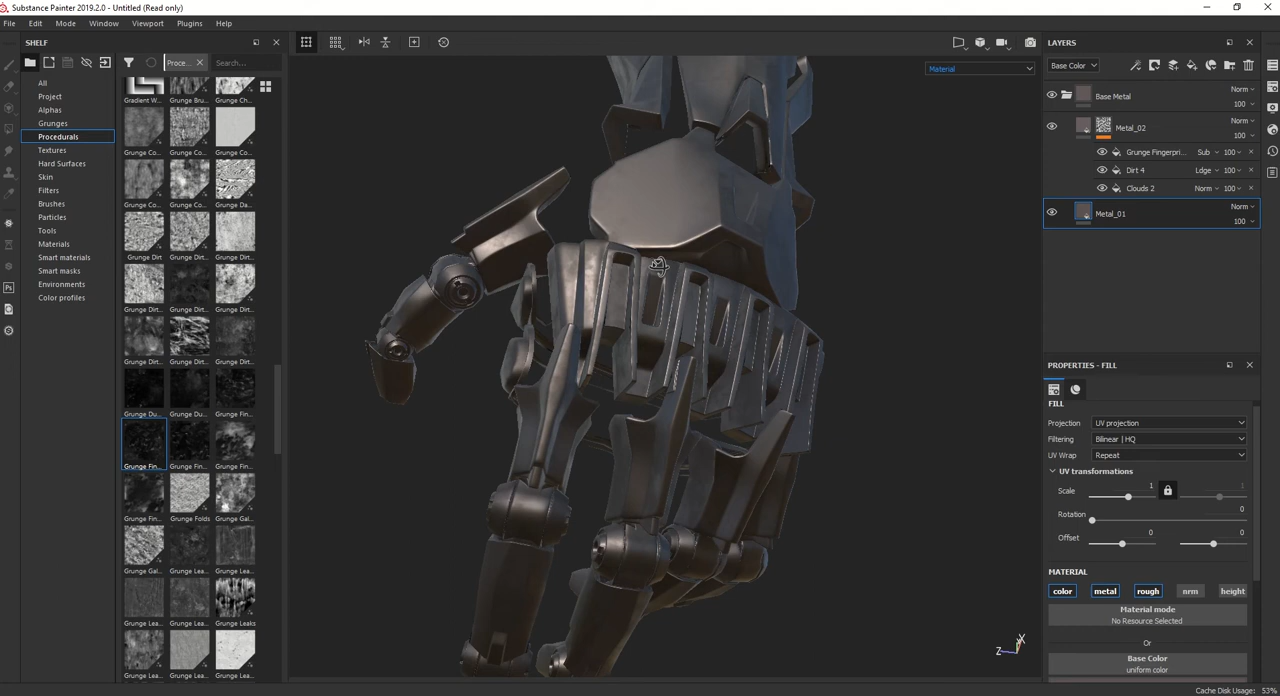 Substance Painter 2019.2.0 - Untitled (Read only)
File Edit Mode Window Viewport Plugins Help
SHELF
Proce...
Search...
All
Project
Alphas
Grunges
Procedurals
Textures
Hard Surfaces
Skin
Filters
Brushes
Particles
Tools
Materials
Smart materials
Smart masks
Environments
Color profiles
Gradient W... Grunge Bru... Grunge Ch...
Grunge Co... Grunge Co... Grunge Co...
Grunge Co... Grunge Co... Grunge Da...
Grunge Dirt Grunge Dirt... Grunge Dirt...
Grunge Dirt... Grunge Dirt... Grunge Dirt...
Grunge Dirt... Grunge Dirt... Grunge Dirt...
Grunge Du... Grunge Du... Grunge Fin...
Grunge Fin... Grunge Fin... Grunge Fin...
Grunge Fin... Grunge Folds Grunge Gal...
Grunge Gal... Grunge Lea... Grunge Lea...
Grunge Lea... Grunge Lea... Grunge Leaks
Grunge Lea... Grunge Lea... Grunge Lea...
Material
Z
X
LAYERS
Base Color
Base Metal Norm
100
Metal_02 Norm
100
Grunge Fingerpri... Sub 100
Dirt 4 Ldge 100
Clouds 2 Norm 100
Metal_01 Norm
100
PROPERTIES - FILL
FILL
Projection UV projection
Filtering Bilinear | HQ
UV Wrap Repeat
UV transformations
Scale 1 1
Rotation 0
Offset 0 0
MATERIAL
color metal rough nrm height
Material mode
No Resource Selected
Or
Base Color
uniform color
Cache Disk Usage: 53%
Ps